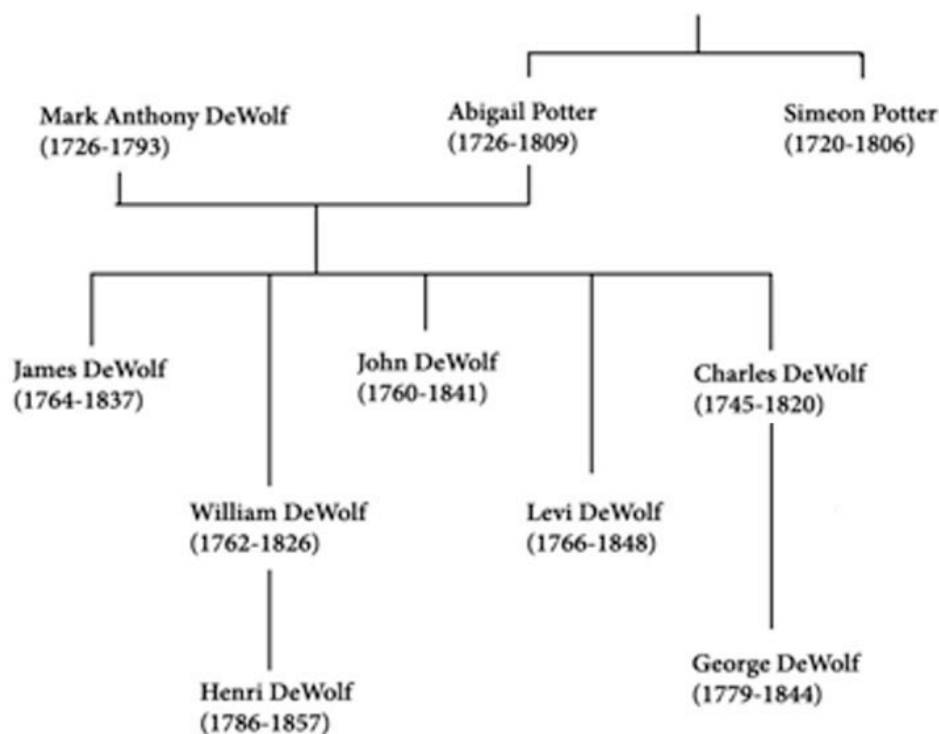 Mark Anthony DeWolf
(1726-1793)
Abigail Potter
(1726-1809)
Simeon Potter
(1720-1806)
James DeWolf
(1764-1837)
John DeWolf
(1760-1841)
Charles DeWolf
(1745-1820)
William DeWolf
(1762-1826)
Levi DeWolf
(1766-1848)
Henri DeWolf
(1786-1857)
George DeWolf
(1779-1844)